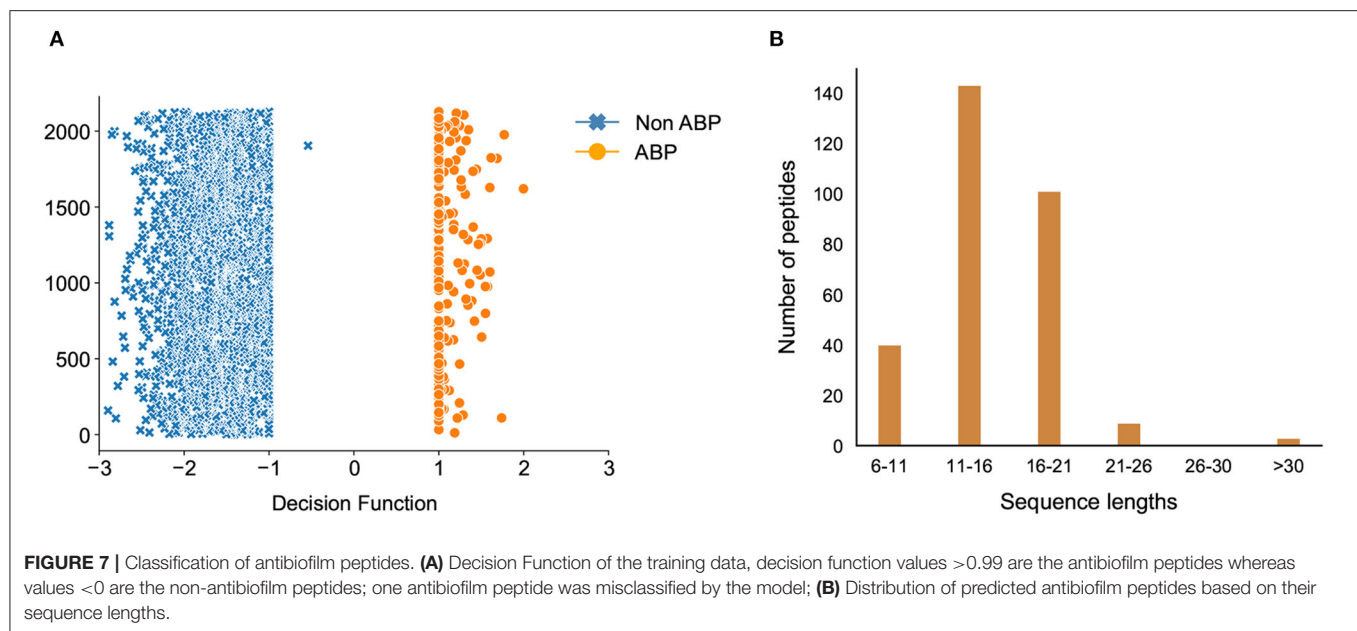 A
B
2000
1500
1000
500
0
−3
−2
−1
0
1
2
3
Decision Function
Non ABP
ABP
Number of peptides
140
120
100
80
60
40
20
0
6-11
11-16
16-21
21-26
26-30
>30
Sequence lengths
FIGURE 7 | Classification of antibiofilm peptides. (A) Decision Function of the training data, decision function values >0.99 are the antibiofilm peptides whereas
values <0 are the non-antibiofilm peptides; one antibiofilm peptide was misclassified by the model; (B) Distribution of predicted antibiofilm peptides based on their
sequence lengths.